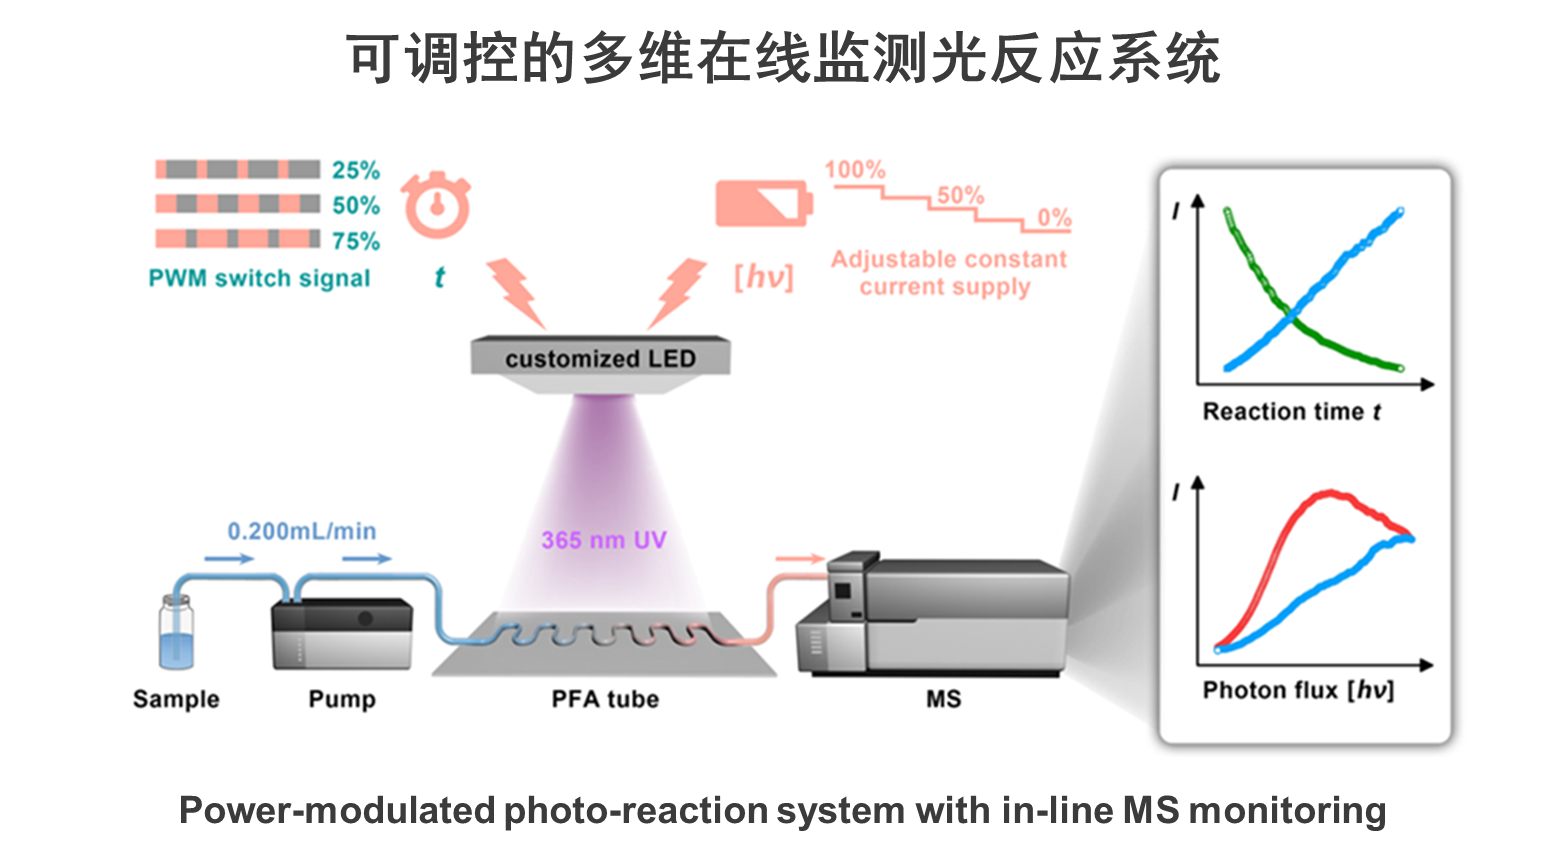 可调控的多维在线监测光反应系统
25%
50%
75%
PWM switch signal
t
100%
50%
0%
[hν]
Adjustable constant
current supply
customized LED
365 nm UV
0.200mL/min
Sample
Pump
PFA tube
MS
I
Reaction time t
I
Photon flux [hν]
Power-modulated photo-reaction system with in-line MS monitoring